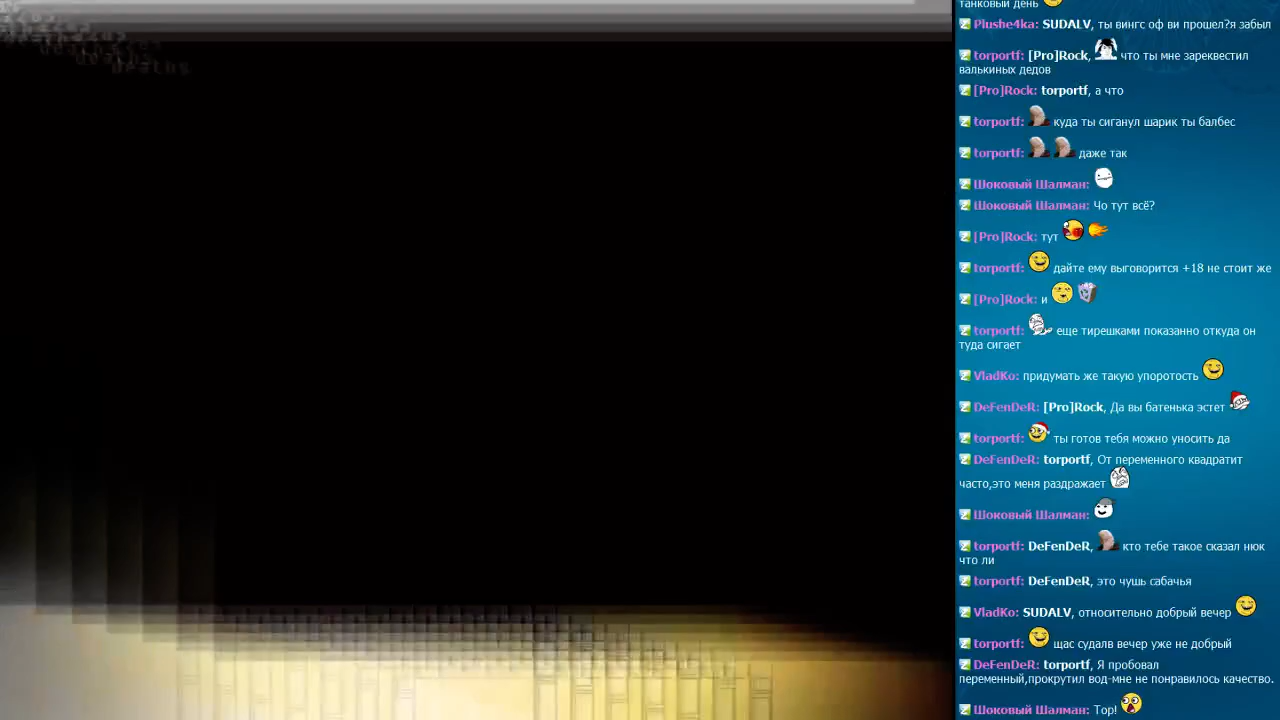 deaths
deaths
танковый день
Plushe4ka: SUDALV, ты вингс оф ви прошел?я забыл
torportf: [Pro]Rock, что ты мне зареквестил
валькиных дедов
[Pro]Rock: torportf, а что
torportf: куда ты сиганул шарик ты балбес
torportf: даже так
Шоковый Шалман:
Шоковый Шалман: Чо тут всё?
[Pro]Rock: тут
torportf: дайте ему выговорится +18 не стоит же
[Pro]Rock: и
torportf: еще тирешками показанно откуда он
туда сигает
VladKo: придумать же такую упоротость
DeFenDeR: [Pro]Rock, Да вы батенька эстет
torportf: ты готов тебя можно уносить да
DeFenDeR: torportf, От переменного квадратит
часто,это меня раздражает
Шоковый Шалман:
torportf: DeFenDeR, кто тебе такое сказал нюк
что ли
torportf: DeFenDeR, это чушь сабачья
VladKo: SUDALV, относительно добрый вечер
torportf: щас судалв вечер уже не добрый
DeFenDeR: torportf, Я пробовал
переменный,прокрутил вод-мне не понравилось качество.
Шоковый Шалман: Тор!